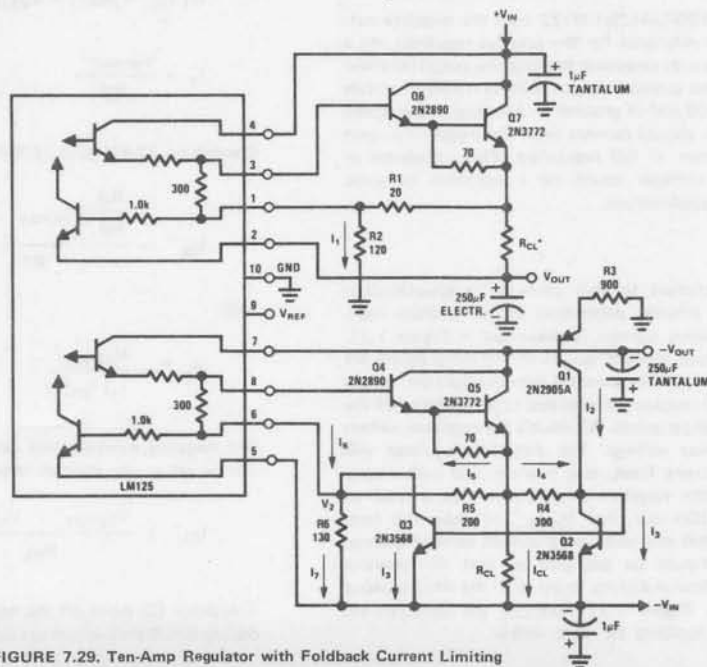 +VIN
1μF
TANTALUM
Q6
2N2890
Q7
2N3772
70
4
3
300
1.0k
1
R1
20
2
R2
120
I1
RCL*
10
GND
VOUT
9
VREF
250μF
ELECTR.
R3
900
7
-VOUT
8
Q4
2N2890
Q5
2N3772
Q1
2N2905A
250μF
TANTALUM
I2
300
1.0k
6
5
LM125
70
I6
I5
I4
V2
R5
200
R4
300
R6
130
Q3
2N3568
Q2
2N3568
I3
I7
I3
RCL
ICL
-VIN
1μF
FIGURE 7.29. Ten-Amp Regulator with Foldback Current Limiting